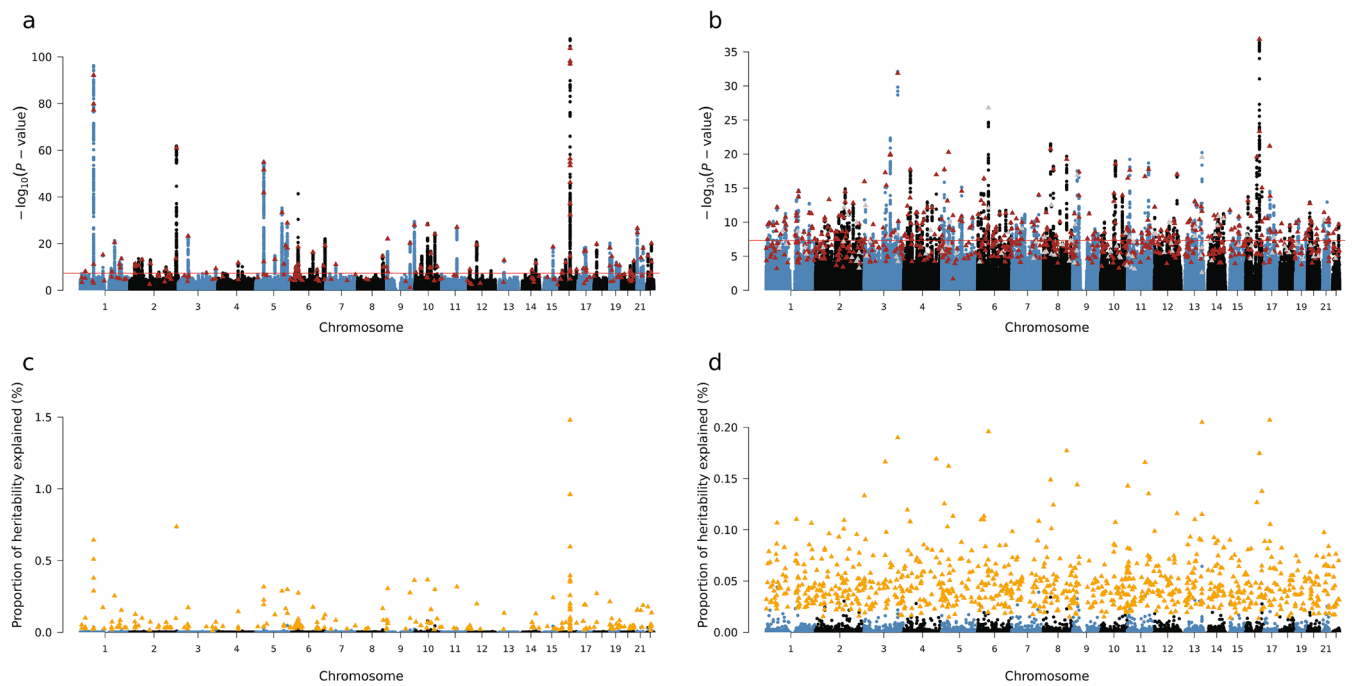 a
− log10(P − value)
100
80
60
40
20
0
1 2 3 4 5 6 7 8 9 10 11 12 13 14 15 17 19 21
Chromosome
b
− log10(P − value)
35
30
25
20
15
10
5
0
1 2 3 4 5 6 7 8 9 10 11 12 13 14 15 17 19 21
Chromosome
c
Proportion of heritability explained (%)
1.5
1.0
0.5
0.0
1 2 3 4 5 6 7 8 9 10 11 12 13 14 15 17 19 21
Chromosome
d
Proportion of heritability explained (%)
0.20
0.15
0.10
0.05
0.00
1 2 3 4 5 6 7 8 9 10 11 12 13 14 15 17 19 21
Chromosome